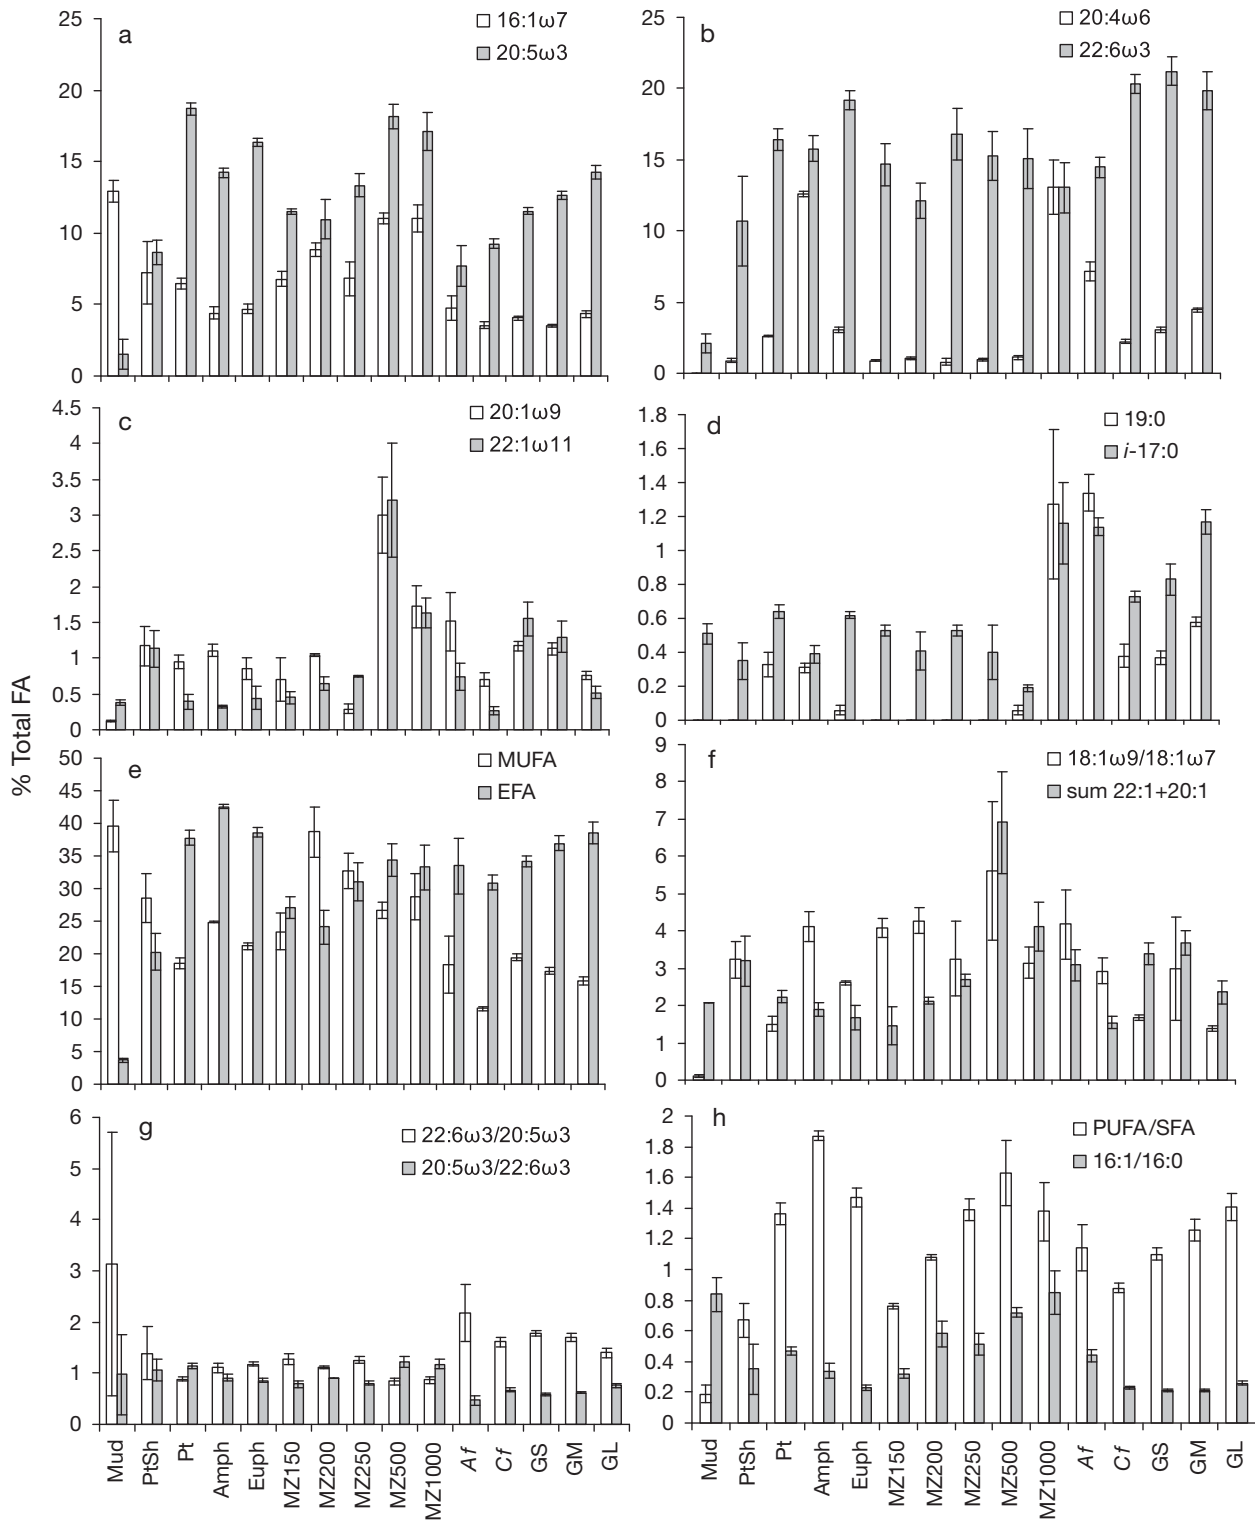 % Total FA
a
16:1ω7
20:5ω3
25
20
15
10
5
0
b
20:4ω6
22:6ω3
25
20
15
10
5
0
c
20:1ω9
22:1ω11
4.5
4
3.5
3
2.5
2
1.5
1
0.5
0
d
19:0
i-17:0
1.8
1.6
1.4
1.2
1
0.8
0.6
0.4
0.2
0
e
MUFA
EFA
50
45
40
35
30
25
20
15
10
5
0
f
18:1ω9/18:1ω7
sum 22:1+20:1
9
8
7
6
5
4
3
2
1
0
g
22:6ω3/20:5ω3
20:5ω3/22:6ω3
6
5
4
3
2
1
0
Mud PtSh Pt Amph Euph MZ150 MZ200 MZ250 MZ500 MZ1000 Af Cf GS GM GL
h
PUFA/SFA
16:1/16:0
2
1.8
1.6
1.4
1.2
1
0.8
0.6
0.4
0.2
0
Mud PtSh Pt Amph Euph MZ150 MZ200 MZ250 MZ500 MZ1000 Af Cf GS GM GL